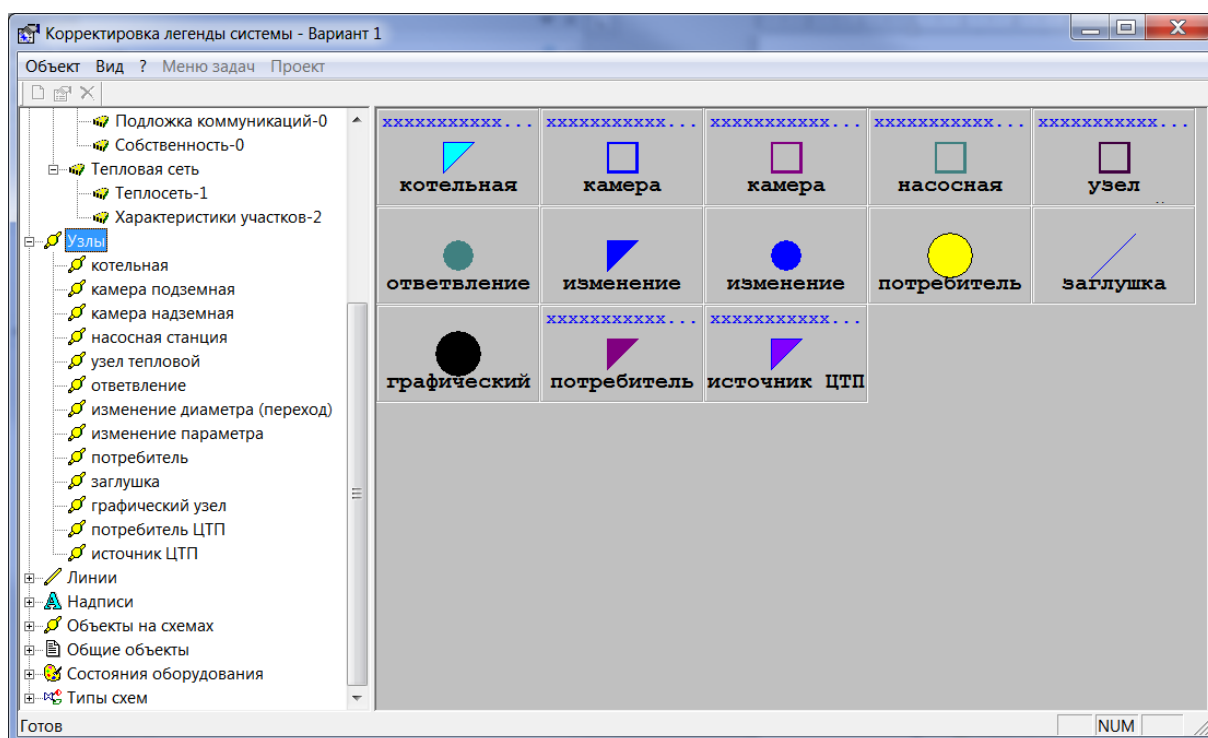 Корректировка легенды системы - Вариант 1
Объект Вид ? Меню задач Проект
Подложка коммуникаций-0
Собственность-0
Тепловая сеть
Теплосеть-1
Характеристики участков-2
Узлы
котельная
камера подземная
камера надземная
насосная станция
узел тепловой
ответвление
изменение диаметра (переход)
изменение параметра
потребитель
заглушка
графический узел
потребитель ЦТП
источник ЦТП
Линии
Надписи
Объекты на схемах
Общие объекты
Состояния оборудования
Типы схем
xxxxxxxxxxx... xxxxxxxxxxx... xxxxxxxxxxx... xxxxxxxxxxx... xxxxxxxxxxx...
котельная камера камера насосная узел
ответвление изменение изменение потребитель заглушка
xxxxxxxxxxx... xxxxxxxxxxx...
графический потребитель источник ЦТП
Готов NUM